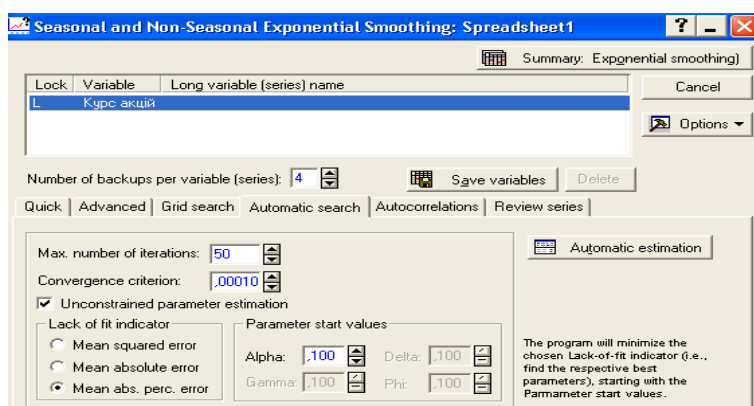 Seasonal and Non-Seasonal Exponential Smoothing: Spreadsheet1
Summary: Exponential smoothing)
Lock Variable Long variable (series) name
Cancel
L Курс акцій
Options
Number of backups per variable (series): 4 Save variables Delete
Quick Advanced Grid search Automatic search Autocorrelations Review series
Max. number of iterations: 50 Automatic estimation
Convergence criterion: ,00010
Unconstrained parameter estimation
Lack of fit indicator Parameter start values
Mean squared error
Alpha: ,100 Delta: ,100
Mean absolute error
Gamma: ,100 Phi: ,100
Mean abs. perc. error
The program will minimize the
chosen Lack-of-fit indicator (i.e.,
find the respective best
parameters), starting with the
Parmameter start values.